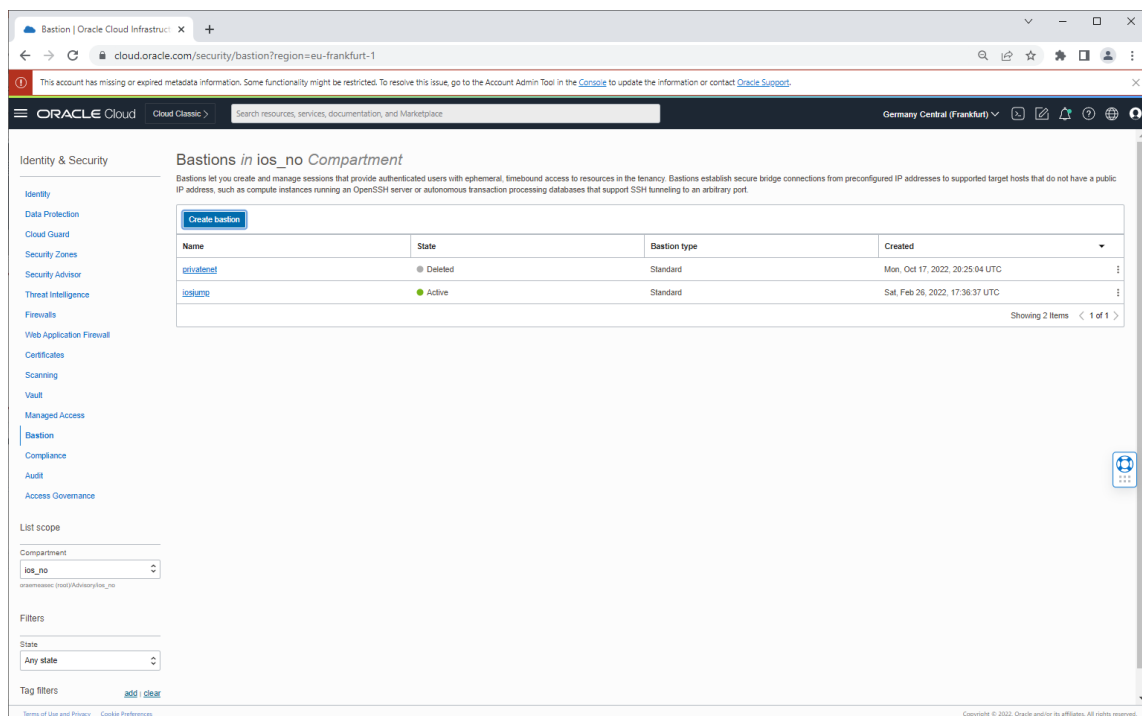 Bastion | Oracle Cloud Infrastruct
cloud.oracle.com/security/bastion?region=eu-frankfurt-1
This account has missing or expired metadata information. Some functionality might be restricted. To resolve this issue, go to the Account Admin Tool in the Console to update the information or contact Oracle Support.
ORACLE Cloud Cloud Classic > Search resources, services, documentation, and Marketplace Germany Central (Frankfurt)
Identity & Security
Identity
Data Protection
Cloud Guard
Security Zones
Security Advisor
Threat Intelligence
Firewalls
Web Application Firewall
Certificates
Scanning
Vault
Managed Access
Bastion
Compliance
Audit
Access Governance
List scope
Compartment
ios_no
oraemeasec (root)/Advisory/ios_no
Filters
State
Any state
Tag filters add | clear
Bastions in ios_no Compartment
Bastions let you create and manage sessions that provide authenticated users with ephemeral, timebound access to resources in the tenancy. Bastions establish secure bridge connections from preconfigured IP addresses to supported target hosts that do not have a public
IP address, such as compute instances running an OpenSSH server or autonomous transaction processing databases that support SSH tunneling to an arbitrary port.
Create bastion
Name State Bastion type Created
privatenet Deleted Standard Mon, Oct 17, 2022, 20:25:04 UTC
iosjump Active Standard Sat, Feb 26, 2022, 17:36:37 UTC
Showing 2 Items < 1 of 1 >
Terms of Use and Privacy Cookie Preferences Copyright © 2022, Oracle and/or its affiliates. All rights reserved.